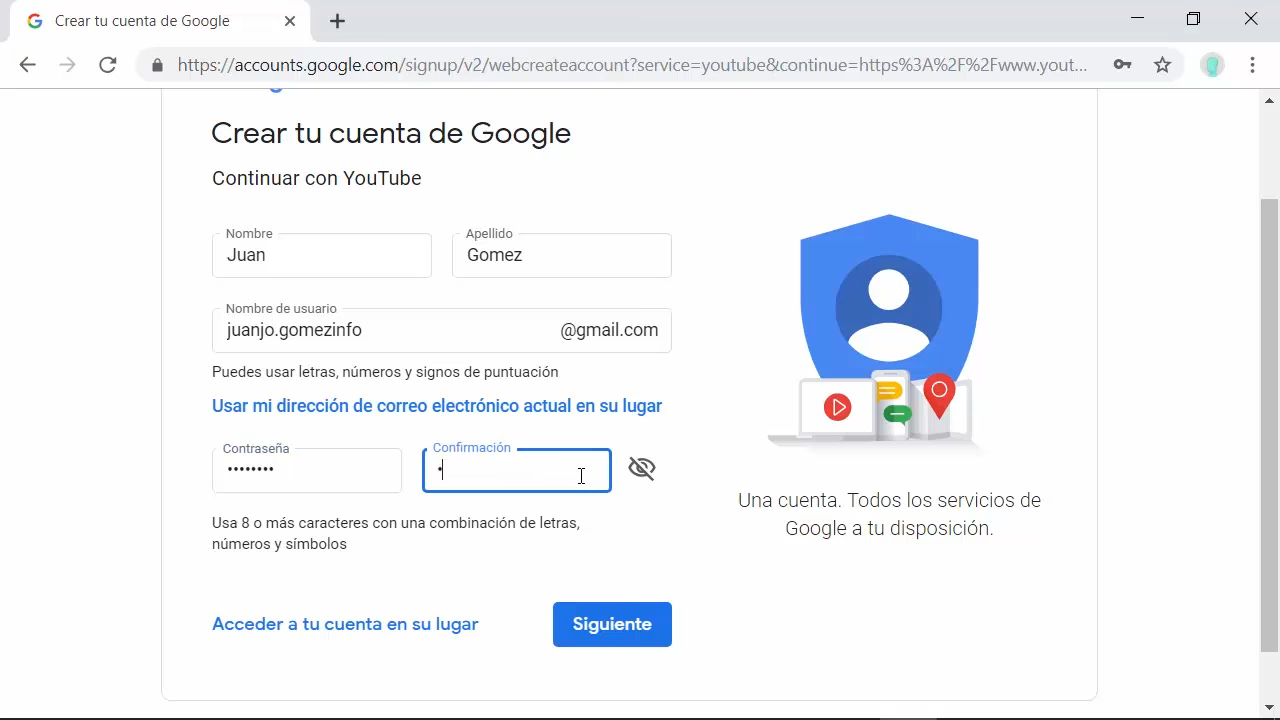 Crear tu cuenta de Google
https://accounts.google.com/signup/v2/webcreateaccount?service=youtube&continue=https%3A%2F%2Fwww.yout...
Crear tu cuenta de Google
Continuar con YouTube
Nombre
Apellido
Juan
Gomez
Nombre de usuario
juanjo.gomezinfo
@gmail.com
Puedes usar letras, números y signos de puntuación
Usar mi dirección de correo electrónico actual en su lugar
Contraseña
Confirmación
••••••••
•
Usa 8 o más caracteres con una combinación de letras,
números y símbolos
Una cuenta. Todos los servicios de
Google a tu disposición.
Acceder a tu cuenta en su lugar
Siguiente